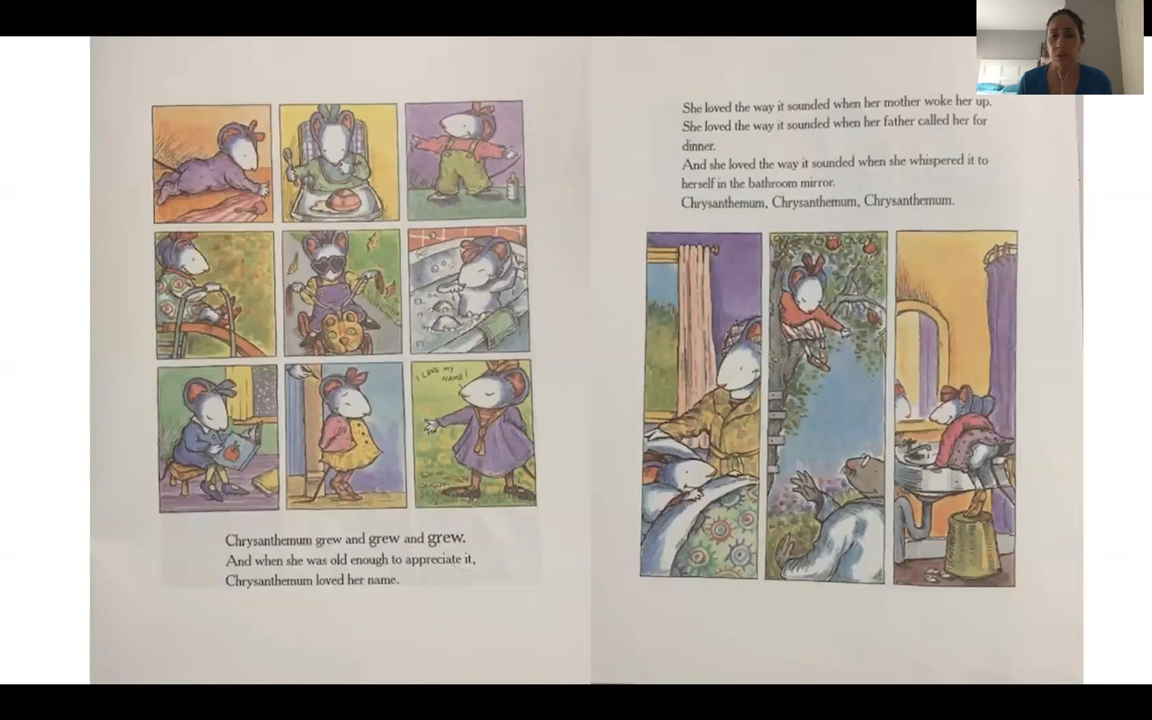 I LOVE MY
NAME!
Chrysanthemum grew and grew and grew.
And when she was old enough to appreciate it,
Chrysanthemum loved her name.
She loved the way it sounded when her mother woke her up.
She loved the way it sounded when her father called her for
dinner.
And she loved the way it sounded when she whispered it to
herself in the bathroom mirror.
Chrysanthemum, Chrysanthemum, Chrysanthemum.